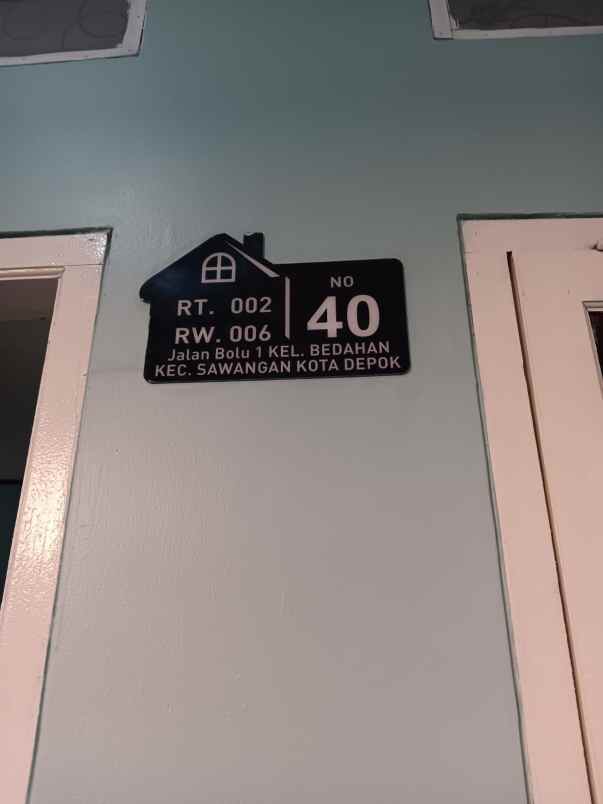 RT. 002
RW. 006
NO
40
Jalan Bolu 1 KEL. BEDAHAN
KEC. SAWANGAN KOTA DEPOK